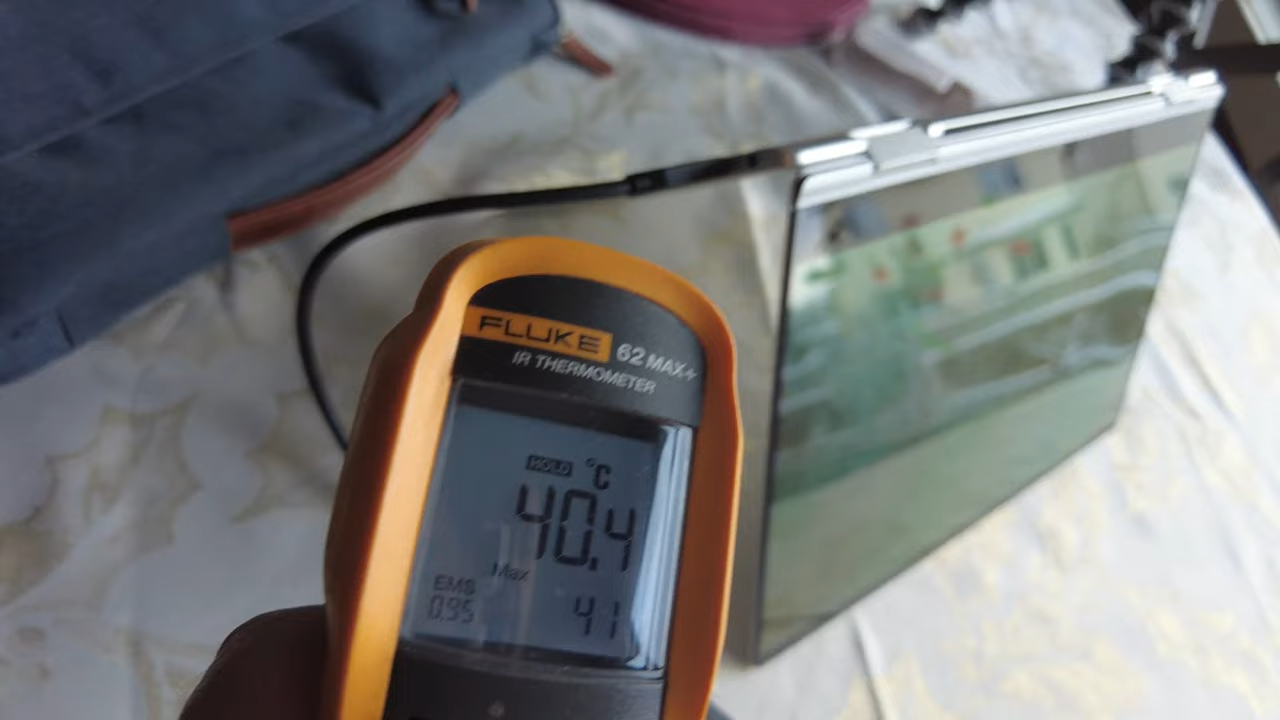 FLUKE
62 MAX+
IR THERMOMETER
HOLD °C
40.4
Max
EMS
0.95
41